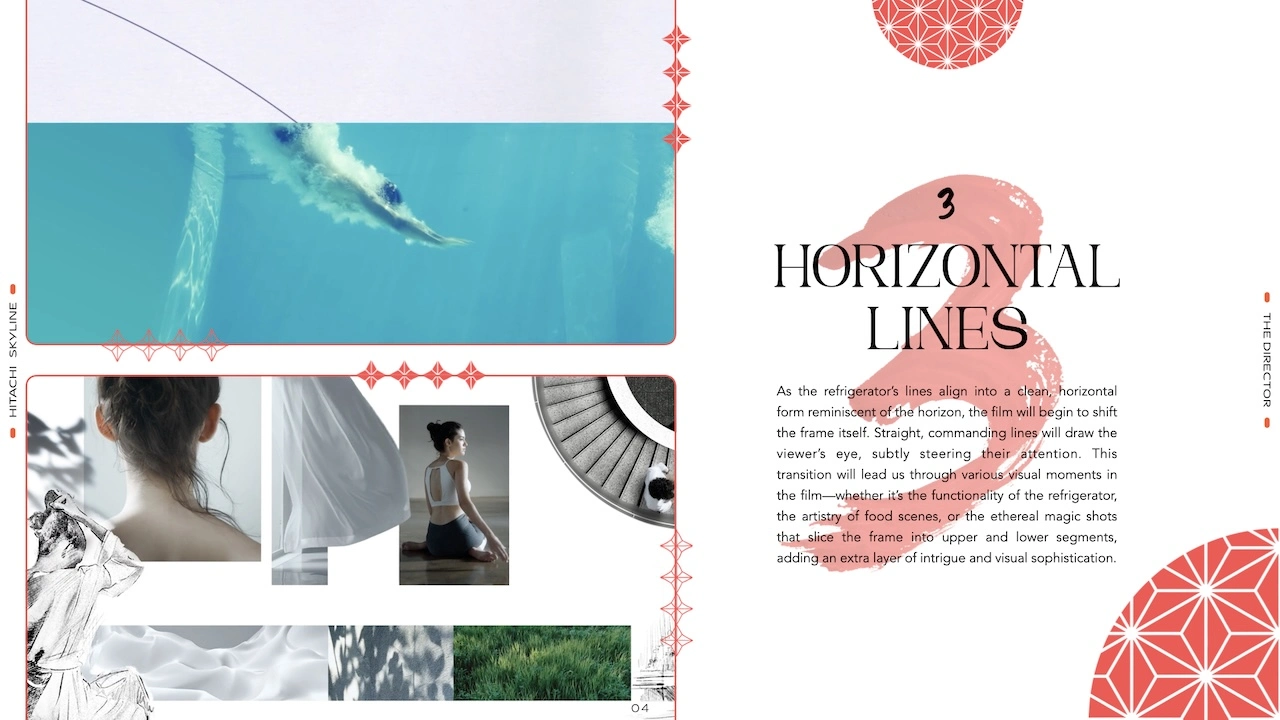 HITACHI SKYLINE
04
3
HORIZONTAL
LINES
As the refrigerator's lines align into a clean, horizontal
form reminiscent of the horizon, the film will begin to shift
the frame itself. Straight, commanding lines will draw the
viewer's eye, subtly steering their attention. This
transition will lead us through various visual moments in
the film—whether it's the functionality of the refrigerator,
the artistry of food scenes, or the ethereal magic shots
that slice the frame into upper and lower segments,
adding an extra layer of intrigue and visual sophistication.
THE DIRECTOR